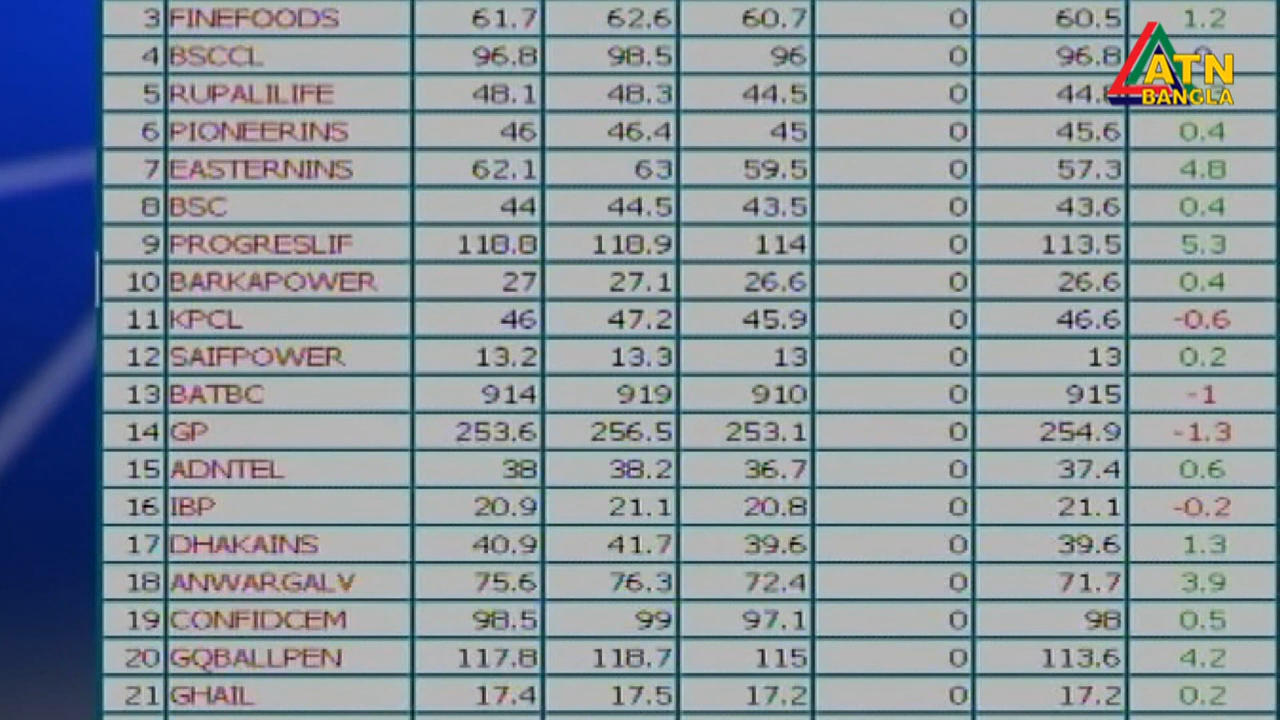 3 FINEFOODS 61.7 62.6 60.7 0 60.5 1.2
4 BSCCL 96.8 98.5 96 0 96.8
5 RUPALILIFE 48.1 48.3 44.5 0
6 PIONEERINS 46 46.4 45 0 45.6 0.4
7 EASTERNINS 62.1 63 59.5 0 57.3 4.8
8 BSC 44 44.5 43.5 0 43.6 0.4
9 PROGRESLIF 118.8 118.9 114 0 113.5 5.3
10 BARKAPOWER 27 27.1 26.6 0 26.6 0.4
11 KPCL 46 47.2 45.9 0 46.6 -0.6
12 SAIFPOWER 13.2 13.3 13 0 13 0.2
13 BATBC 914 919 910 0 915 -1
14 GP 253.6 256.5 253.1 0 254.9 -1.3
15 ADNTEL 38 38.2 36.7 0 37.4 0.6
16 IBP 20.9 21.1 20.8 0 21.1 -0.2
17 DHAKAINS 40.9 41.7 39.6 0 39.6 1.3
18 ANWARGALV 75.6 76.3 72.4 0 71.7 3.9
19 CONFIDCEM 98.5 99 97.1 0 98 0.5
20 GQBALLPEN 117.8 118.7 115 0 113.6 4.2
21 GHAIL 17.4 17.5 17.2 0 17.2 0.2
ATN
BANGLA